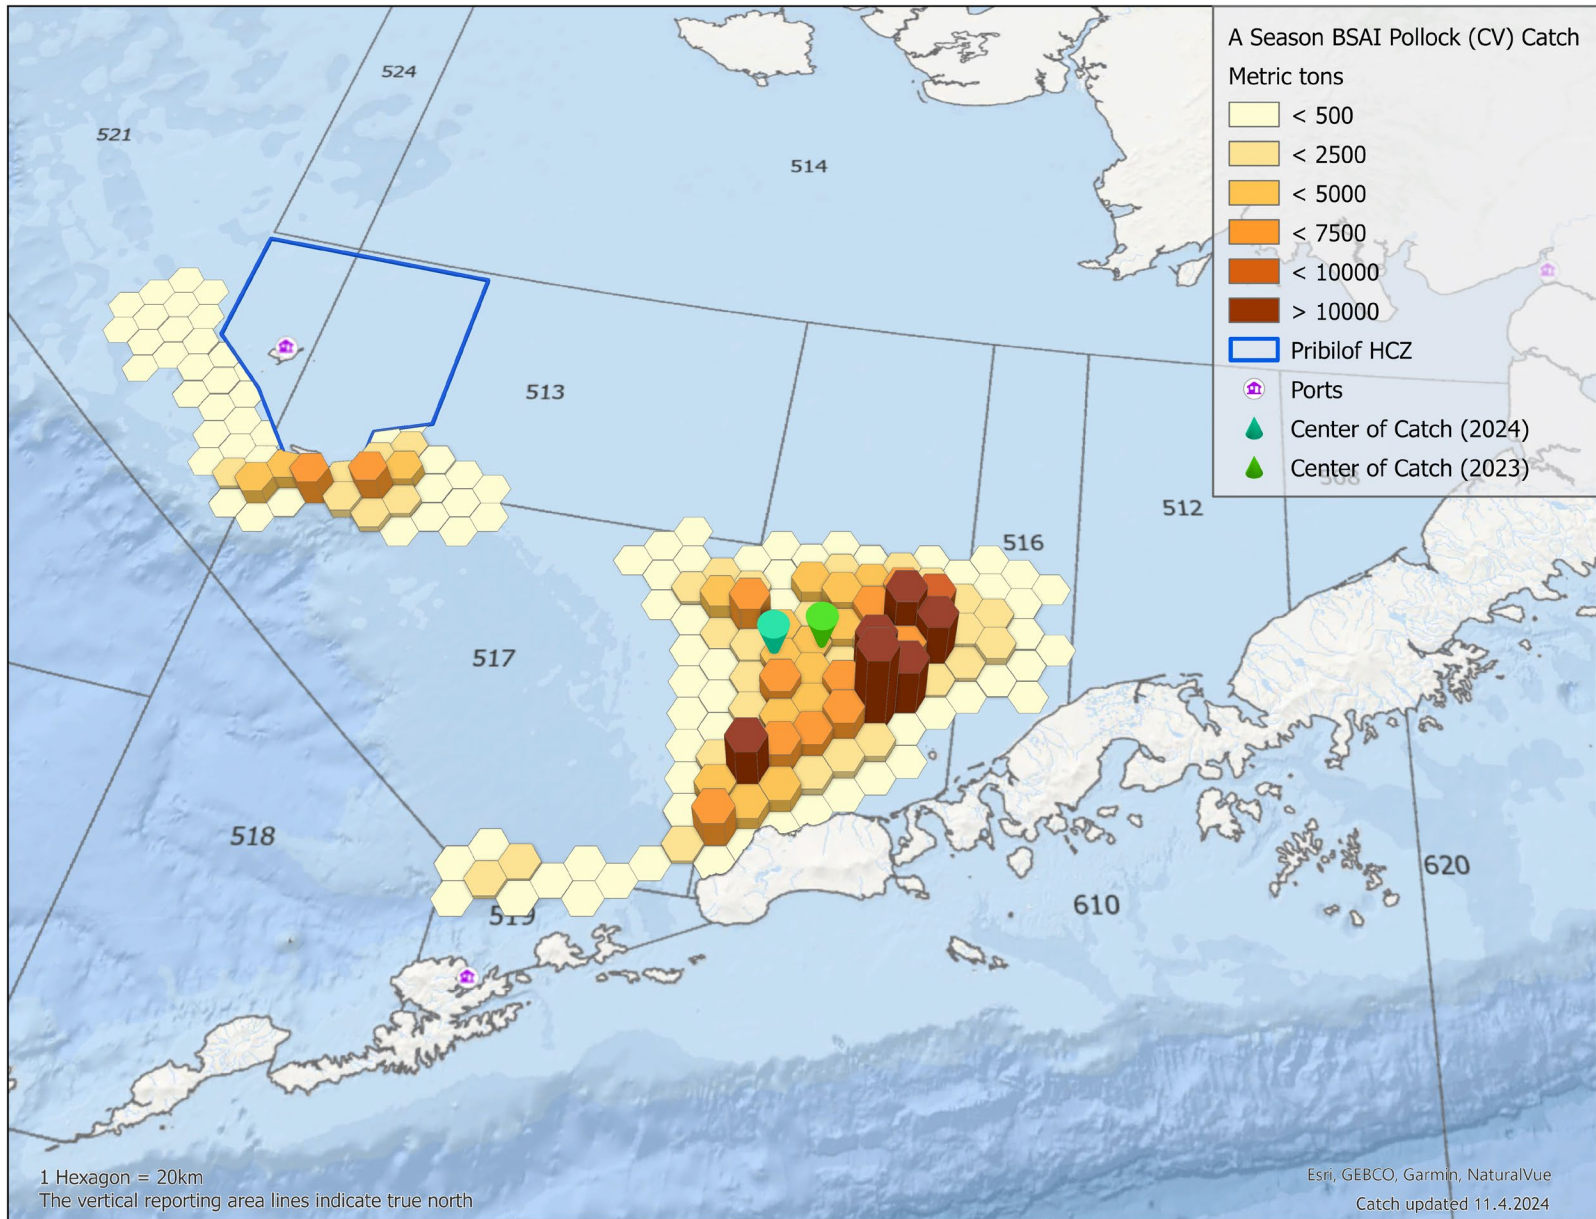 A Season BSAI Pollock (CV) Catch
Metric tons
< 500
< 2500
< 5000
< 7500
< 10000
> 10000
Pribilof HCZ
Ports
Center of Catch (2024)
Center of Catch (2023)
524
521
514
513
508
512
516
517
518
519
620
610
1 Hexagon = 20km
The vertical reporting area lines indicate true north
Esri, GEBCO, Garmin, NaturalVue
Catch updated 11.4.2024